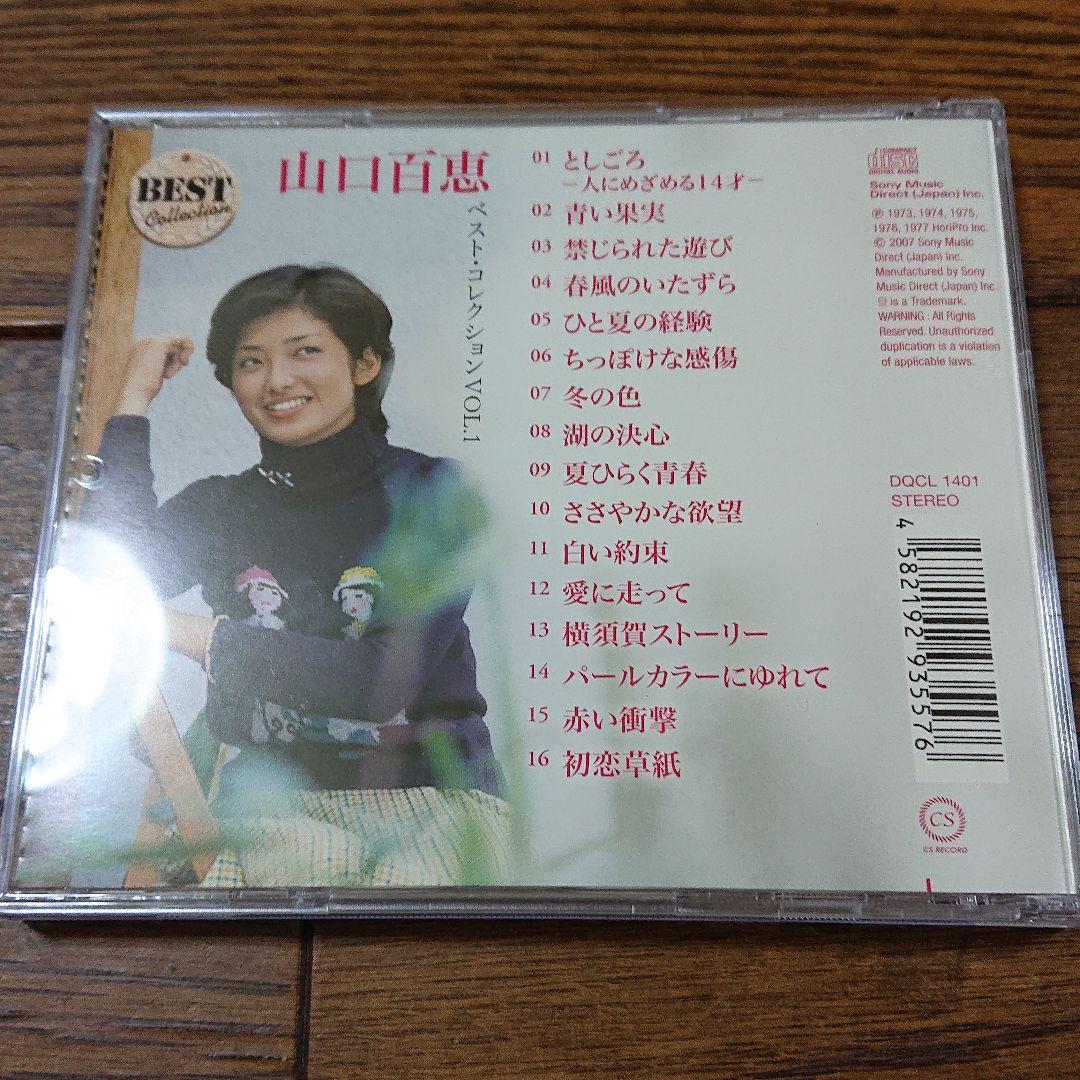 BEST
Collection
山口百恵
ベスト・コレクションVOL.1
01 としごろ
－人にめざめる14才－
02 青い果実
03 禁じられた遊び
04 春風のいたずら
05 ひと夏の経験
06 ちっぽけな感傷
07 冬の色
08 湖の決心
09 夏ひらく青春
10 ささやかな欲望
11 白い約束
12 愛に走って
13 横須賀ストーリー
14 パールカラーにゆれて
15 赤い衝撃
16 初恋草紙
COMPACT
disc
DIGITAL AUDIO
Sony Music
Direct (Japan) Inc.
℗ 1973, 1974, 1975,
1976, 1977 HoriPro Inc.
© 2007 Sony Music
Direct (Japan) Inc.
Manufactured by Sony
Music Direct (Japan) Inc.
is a Trademark.
WARNING : All Rights
Reserved. Unauthorized
duplication is a violation
of applicable laws.
DQCL 1401
STEREO
4 582192 935576
CS
CS RECORD